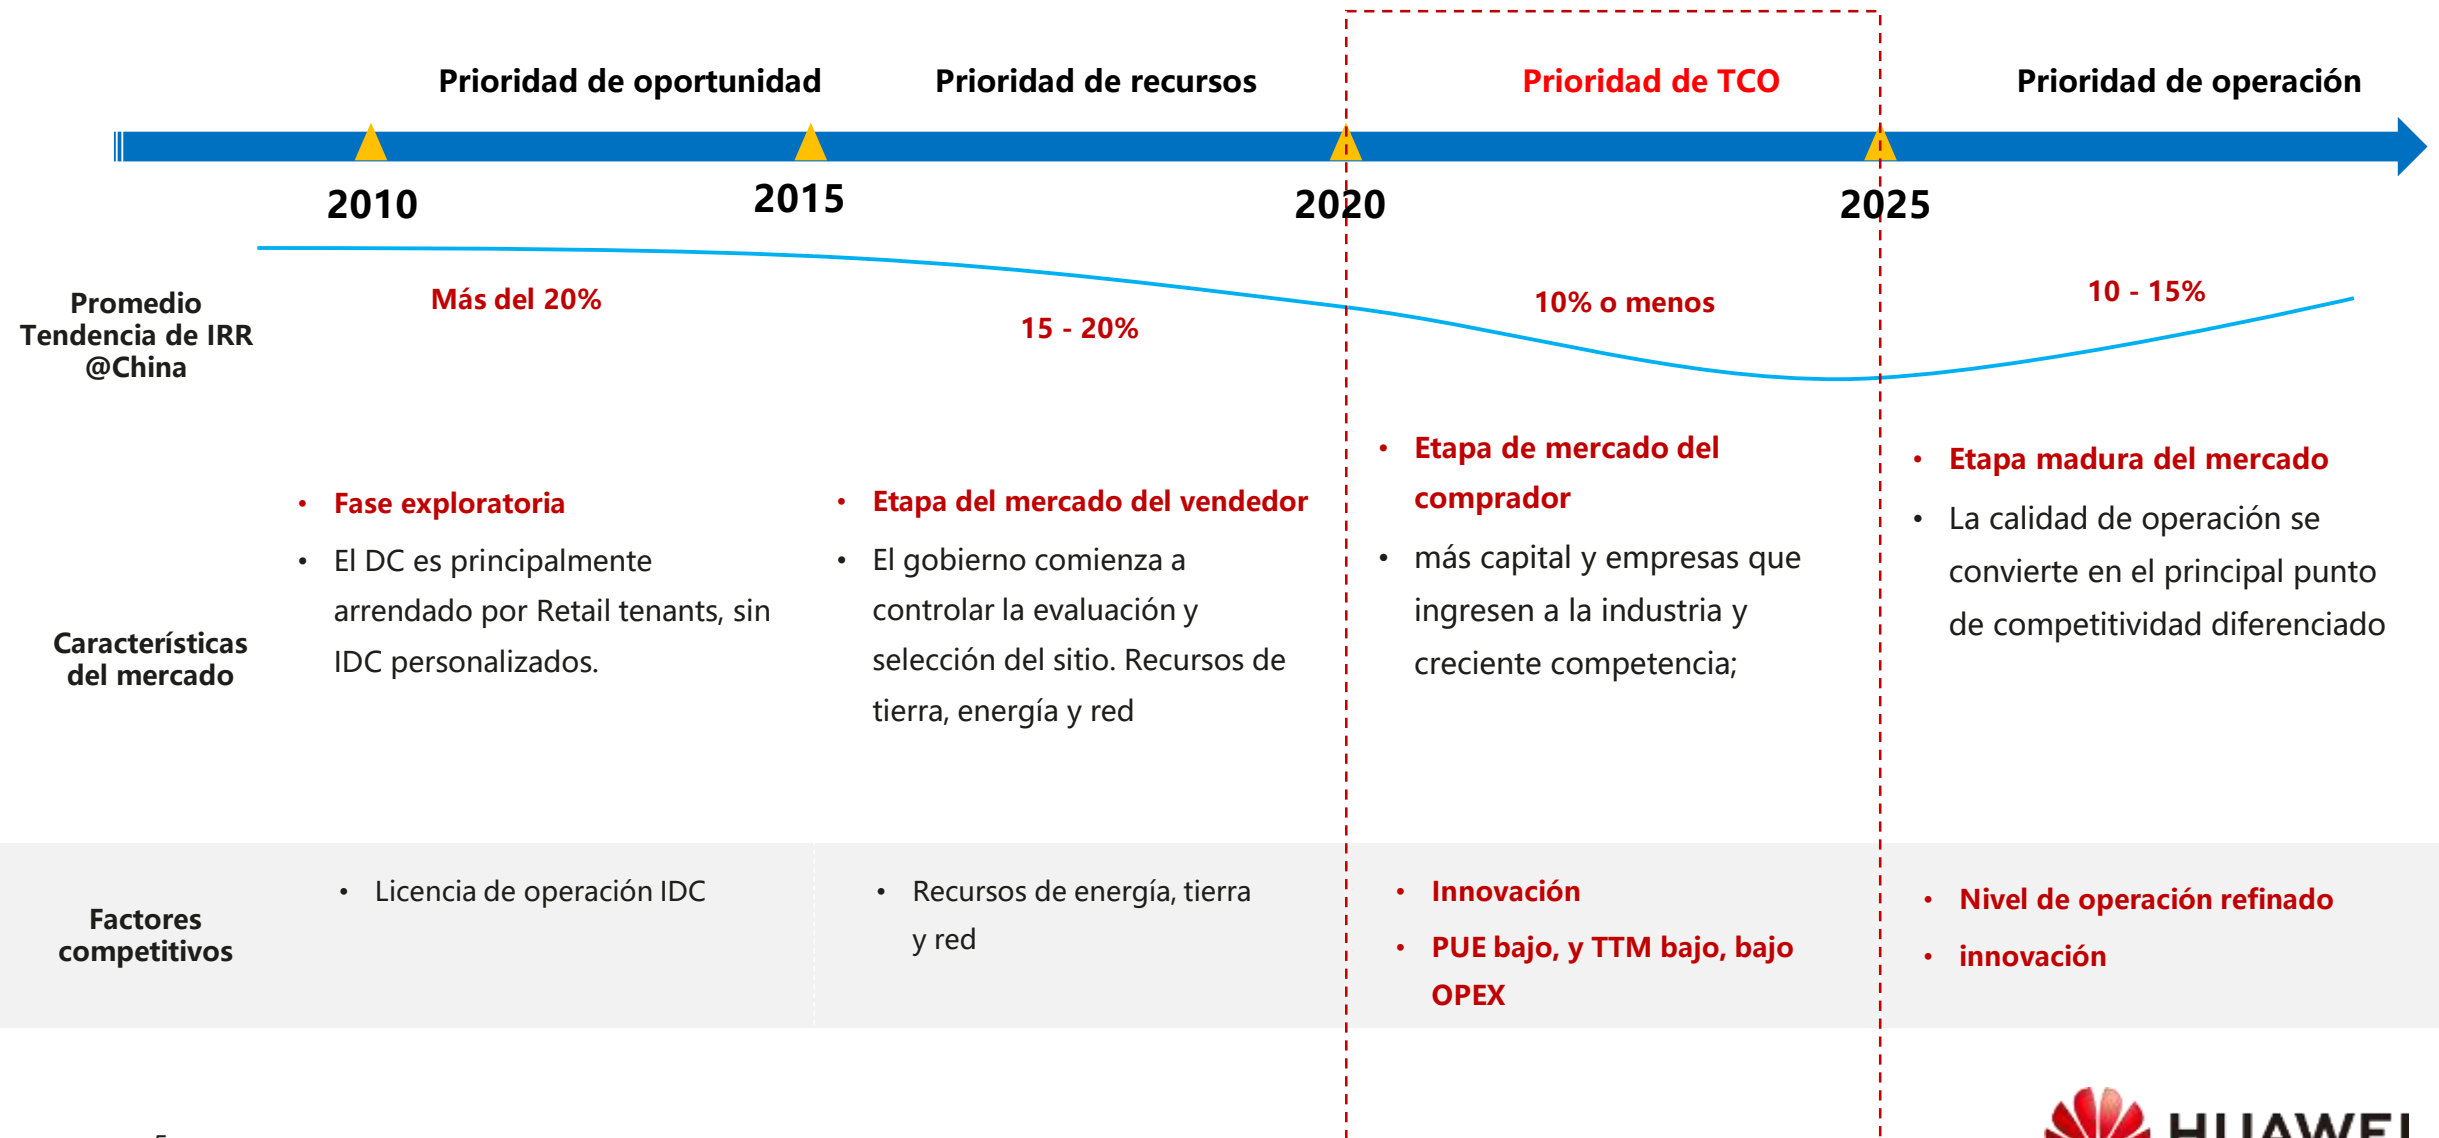 Prioridad de oportunidad
Prioridad de recursos
Prioridad de TCO
Prioridad de operación
2010
2015
2020
2025
Promedio
Tendencia de IRR
@China
Más del 20%
15 - 20%
10% o menos
10 - 15%
Características
del mercado
• Fase exploratoria
• El DC es principalmente
arrendado por Retail tenants, sin
IDC personalizados.
• Etapa del mercado del vendedor
• El gobierno comienza a
controlar la evaluación y
selección del sitio. Recursos de
tierra, energía y red
• Etapa de mercado del
comprador
• más capital y empresas que
ingresen a la industria y
creciente competencia;
• Etapa madura del mercado
• La calidad de operación se
convierte en el principal punto
de competitividad diferenciado
Factores
competitivos
• Licencia de operación IDC
• Recursos de energía, tierra
y red
• Innovación
• PUE bajo, y TTM bajo, bajo
OPEX
• Nivel de operación refinado
• innovación
HUAWEI